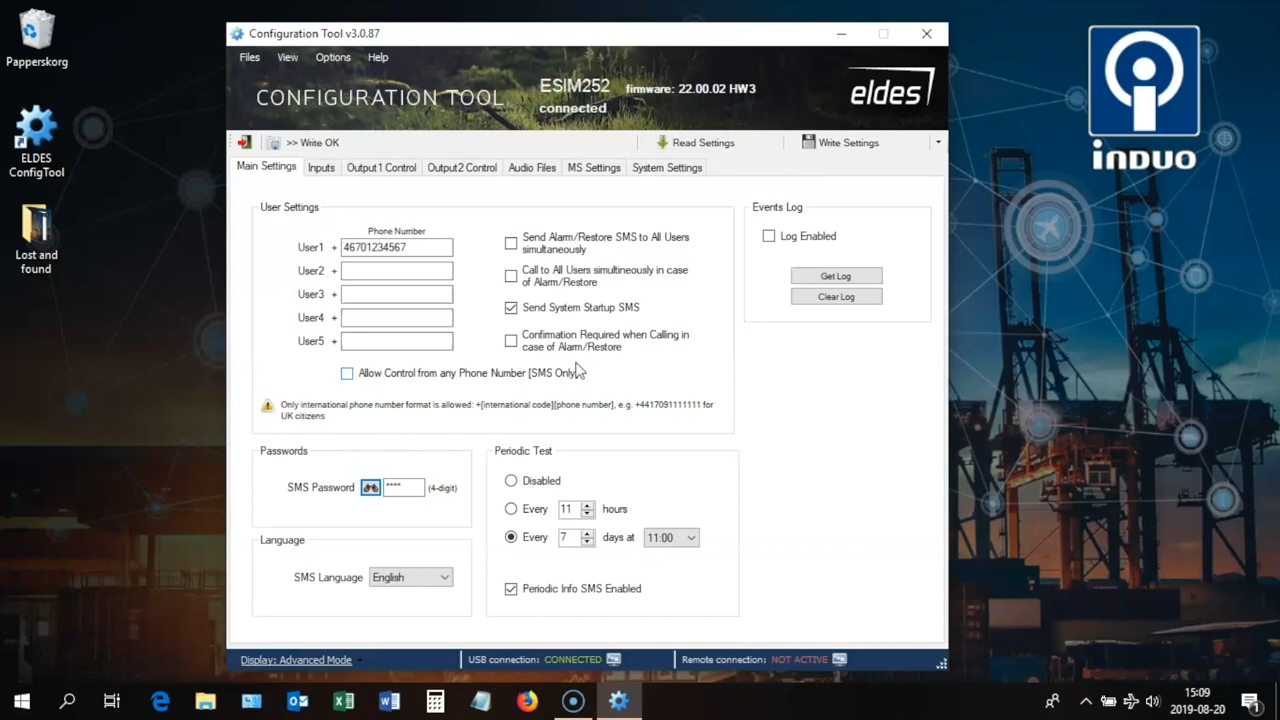 Papperskorg
ELDES
ConfigTool
Lost and
found
Configuration Tool v3.0.87
Files View Options Help
CONFIGURATION TOOL
ESIM252
connected
firmware: 22.00.02 HW3
eldes
>> Write OK
Read Settings
Write Settings
Main Settings Inputs Output1 Control Output2 Control Audio Files MS Settings System Settings
User Settings
Phone Number
User1 + 46701234567
User2 +
User3 +
User4 +
User5 +
Send Alarm/Restore SMS to All Users
simultaneously
Call to All Users simultineously in case
of Alarm/Restore
Send System Startup SMS
Confirmation Required when Calling in
case of Alarm/Restore
Allow Control from any Phone Number [SMS Only]
Only international phone number format is allowed: +[international code][phone number], e.g. +4417091111111 for
UK citizens
Events Log
Log Enabled
Get Log
Clear Log
Passwords
SMS Password **** (4-digit)
Language
SMS Language English
Periodic Test
Disabled
Every 11 hours
Every 7 days at 11:00
Periodic Info SMS Enabled
Display: Advanced Mode
USB connection: CONNECTED
Remote connection: NOT ACTIVE
INDUO
15:09
2019-08-20
1